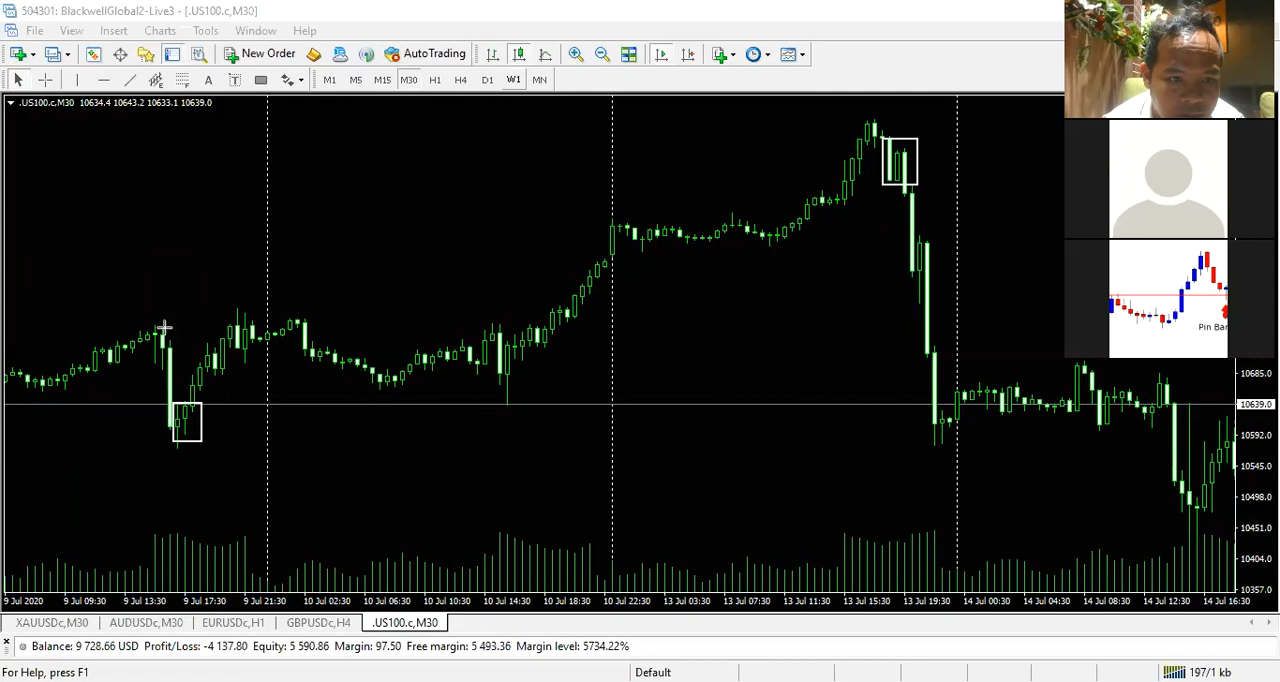 504301: BlackwellGlobal2-Live3 - [.US100.c,M30]
File View Insert Charts Tools Window Help
New Order AutoTrading
A T M1 M5 M15 M30 H1 H4 D1 W1 MN
.US100.c,M30 10634.4 10643.2 10633.1 10639.0
Pin Bar
10685.0
10639.0
10592.0
10545.0
10498.0
10451.0
10404.0
10357.0
9 Jul 2020 9 Jul 09:30 9 Jul 13:30 9 Jul 17:30 9 Jul 21:30 10 Jul 02:30 10 Jul 06:30 10 Jul 10:30 10 Jul 14:30 10 Jul 18:30 10 Jul 22:30 13 Jul 03:30 13 Jul 07:30 13 Jul 11:30 13 Jul 15:30 13 Jul 19:30 14 Jul 00:30 14 Jul 04:30 14 Jul 08:30 14 Jul 12:30 14 Jul 16:30
XAUUSDc,M30 AUDUSDc,M30 EURUSDc,H1 GBPUSDc,H4 .US100.c,M30
Balance: 9 728.66 USD Profit/Loss: -4 137.80 Equity: 5 590.86 Margin: 97.50 Free margin: 5 493.36 Margin level: 5734.22%
For Help, press F1 Default 197/1 kb